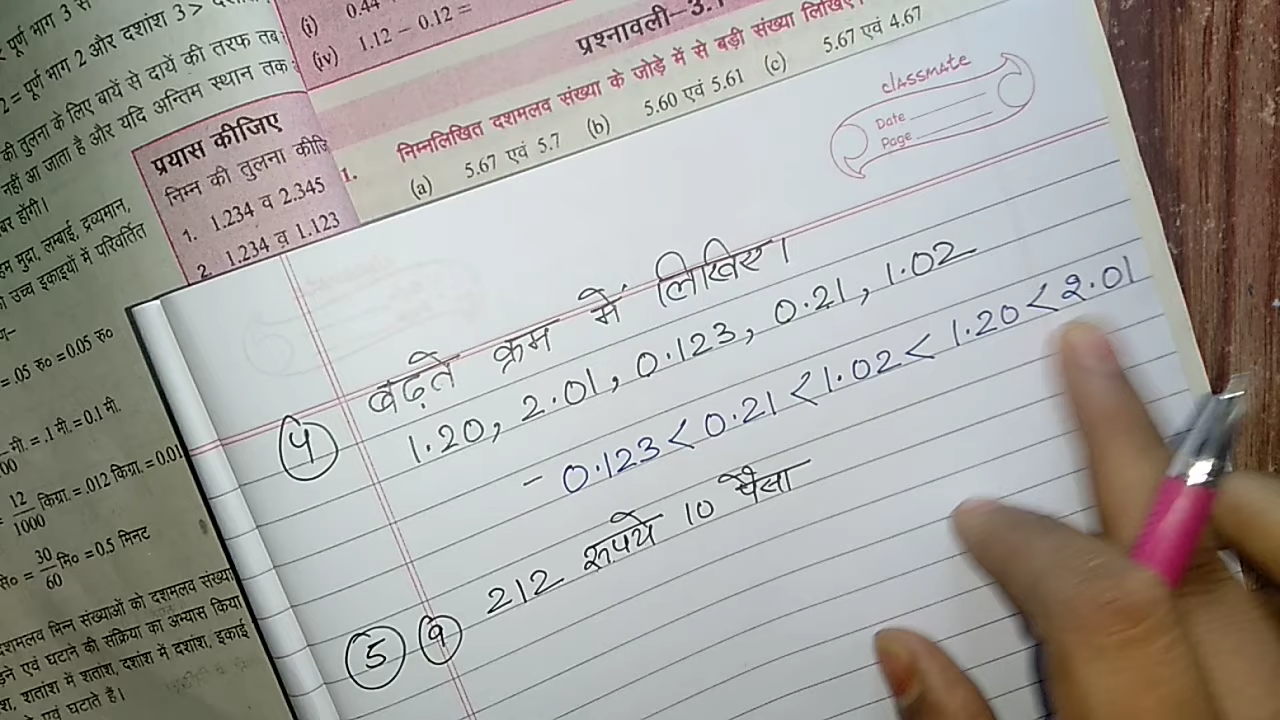 पूर्ण भाग 3 से
2 = पूर्ण भाग 2 और दशांश 3 >
की तुलना के लिए बायें से दायें की तरफ तब
नहीं आ जाता है और यदि अन्तिम स्थान तक
होंगी।
मुद्रा, लम्बाई, द्रव्यमान,
उच्च इकाइयों में परिवर्तित
= .05 रु० = 0.05 रु०
मी. = .1 मी. = 0.1 मी.
12
1000 किग्रा. = .012 किग्रा. = 0.01
= 30
60 मि० = 0.5 मिनट
दशमलव भिन्न संख्याओं को दशमलव संख्या
एवं घटाने की संक्रिया का अभ्यास किया
शतांश में शतांश, दशांश में दशांश, इकाई
एवं घटाते हैं।
प्रयास कीजिए
निम्न की तुलना कीजि
1. 1.234 व 2.345
2. 1.234 व 1.123
(i) 0.44
(iv) 1.12 − 0.12 =
प्रश्नावली–3.
1. निम्नलिखित दशमलव संख्या के जोड़े में से बड़ी संख्या लिखिए।
(a) 5.67 एवं 5.7 (b) 5.60 एवं 5.61 (c) 5.67 एवं 4.67
classmate
Date
Page
4 बढ़ते क्रम में लिखिए।
1.20, 2.01, 0.123, 0.21, 1.02
- 0.123 < 0.21 < 1.02 < 1.20 < 2.01
5 9 212 रूपये 10 पैसा